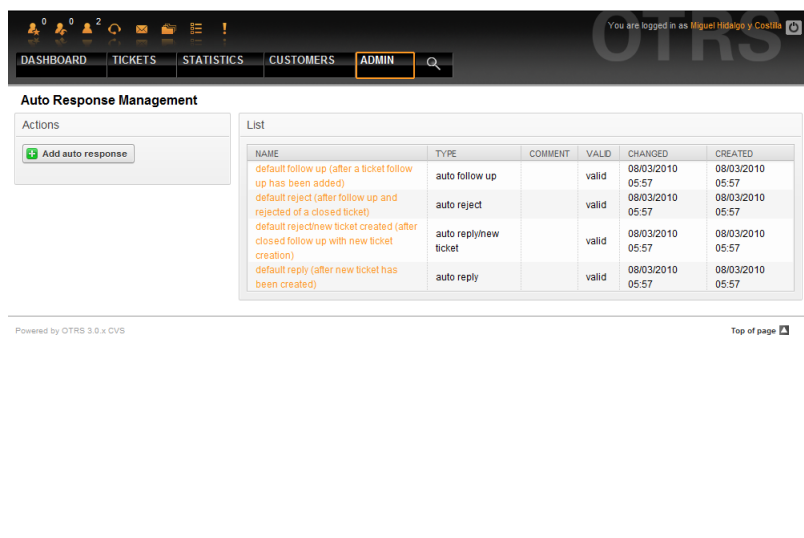 0 0 2
You are logged in as Miguel Hidalgo y Costilla
OTRS
DASHBOARD TICKETS STATISTICS CUSTOMERS ADMIN
Auto Response Management
Actions
Add auto response
List
NAME TYPE COMMENT VALID CHANGED CREATED
default follow up (after a ticket follow
up has been added)
auto follow up
valid
08/03/2010
05:57
08/03/2010
05:57
default reject (after follow up and
rejected of a closed ticket)
auto reject
valid
08/03/2010
05:57
08/03/2010
05:57
default reject/new ticket created (after
closed follow up with new ticket
creation)
auto reply/new
ticket
valid
08/03/2010
05:57
08/03/2010
05:57
default reply (after new ticket has
been created)
auto reply
valid
08/03/2010
05:57
08/03/2010
05:57
Powered by OTRS 3.0.x CVS
Top of page